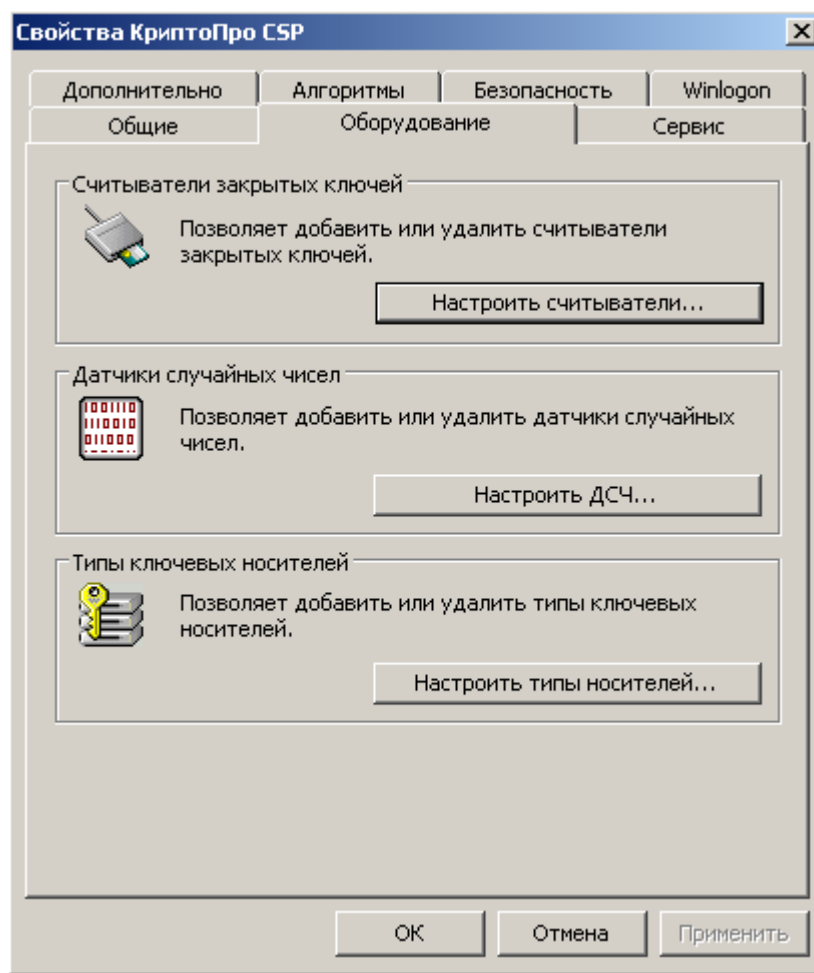 Свойства КриптоПро CSP
Дополнительно
Алгоритмы
Безопасность
Winlogon
Общие
Оборудование
Сервис
Считыватели закрытых ключей
Позволяет добавить или удалить считыватели
закрытых ключей.
Настроить считыватели...
Датчики случайных чисел
Позволяет добавить или удалить датчики случайных
чисел.
Настроить ДСЧ...
Типы ключевых носителей
Позволяет добавить или удалить типы ключевых
носителей.
Настроить типы носителей...
ОК
Отмена
Применить